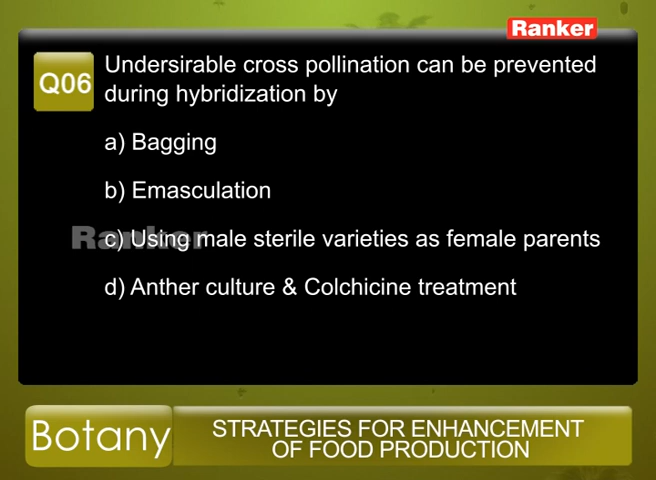 Ranker
Q06
Undersirable cross pollination can be prevented
during hybridization by
a) Bagging
b) Emasculation
Ranker
c) Using male sterile varieties as female parents
d) Anther culture & Colchicine treatment
Botany
STRATEGIES FOR ENHANCEMENT
OF FOOD PRODUCTION